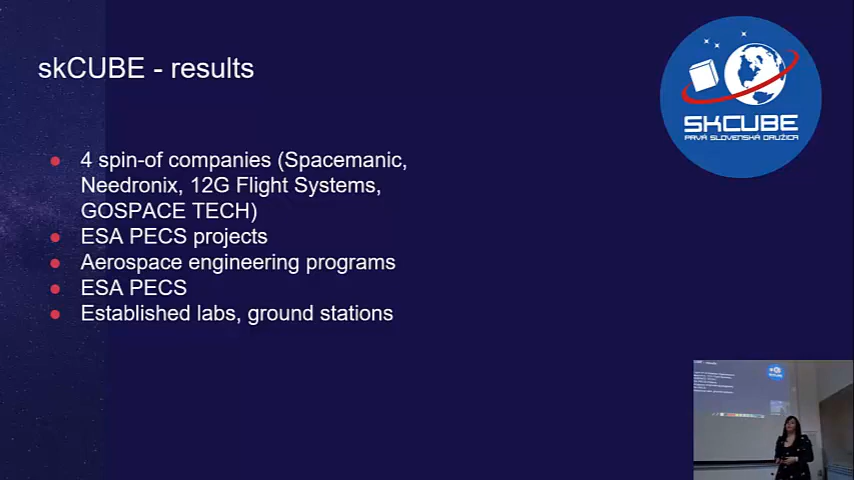 skCUBE - results
SKCUBE
PRVÁ SLOVENSKÁ DRUŽICA
4 spin-of companies (Spacemanic,
Needronix, 12G Flight Systems,
GOSPACE TECH)
ESA PECS projects
Aerospace engineering programs
ESA PECS
Established labs, ground stations